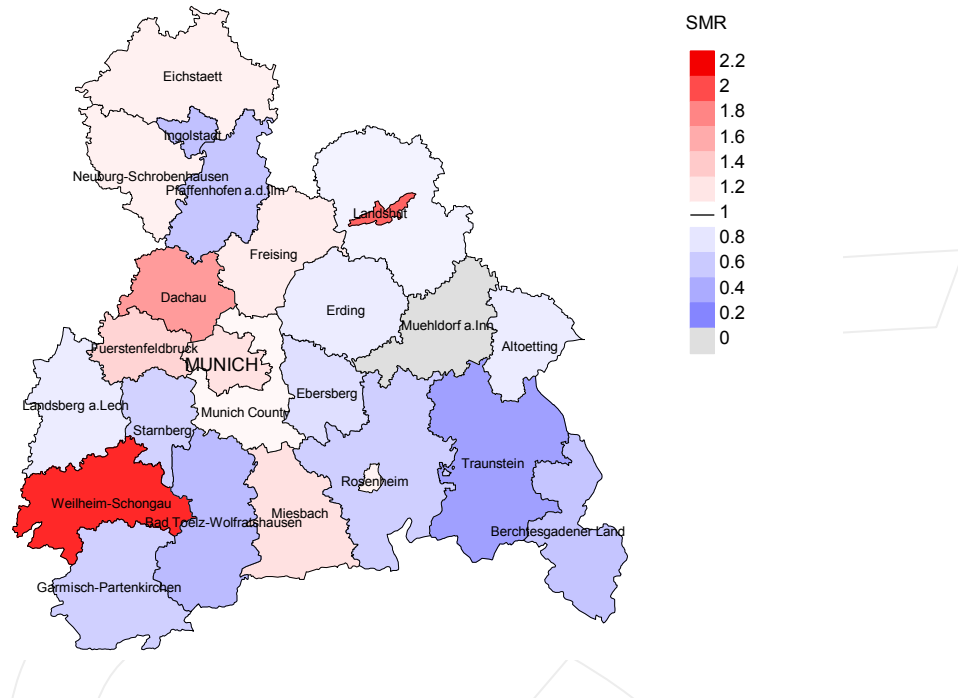 SMR
2.2
2
1.8
1.6
1.4
1.2
1
0.8
0.6
0.4
0.2
0
Eichstaett
Ingolstadt
Neuburg-Schrobenhausen
Pfaffenhofen a.d.Ilm
Landshut
Freising
Dachau
Erding
Muehldorf a.Inn
Altoetting
Fuerstenfeldbruck
MUNICH
Ebersberg
Landsberg a.Lech
Munich County
Starnberg
Traunstein
Rosenheim
Weilheim-Schongau
Miesbach
Bad Toelz-Wolfratshausen
Berchtesgadener Land
Garmisch-Partenkirchen